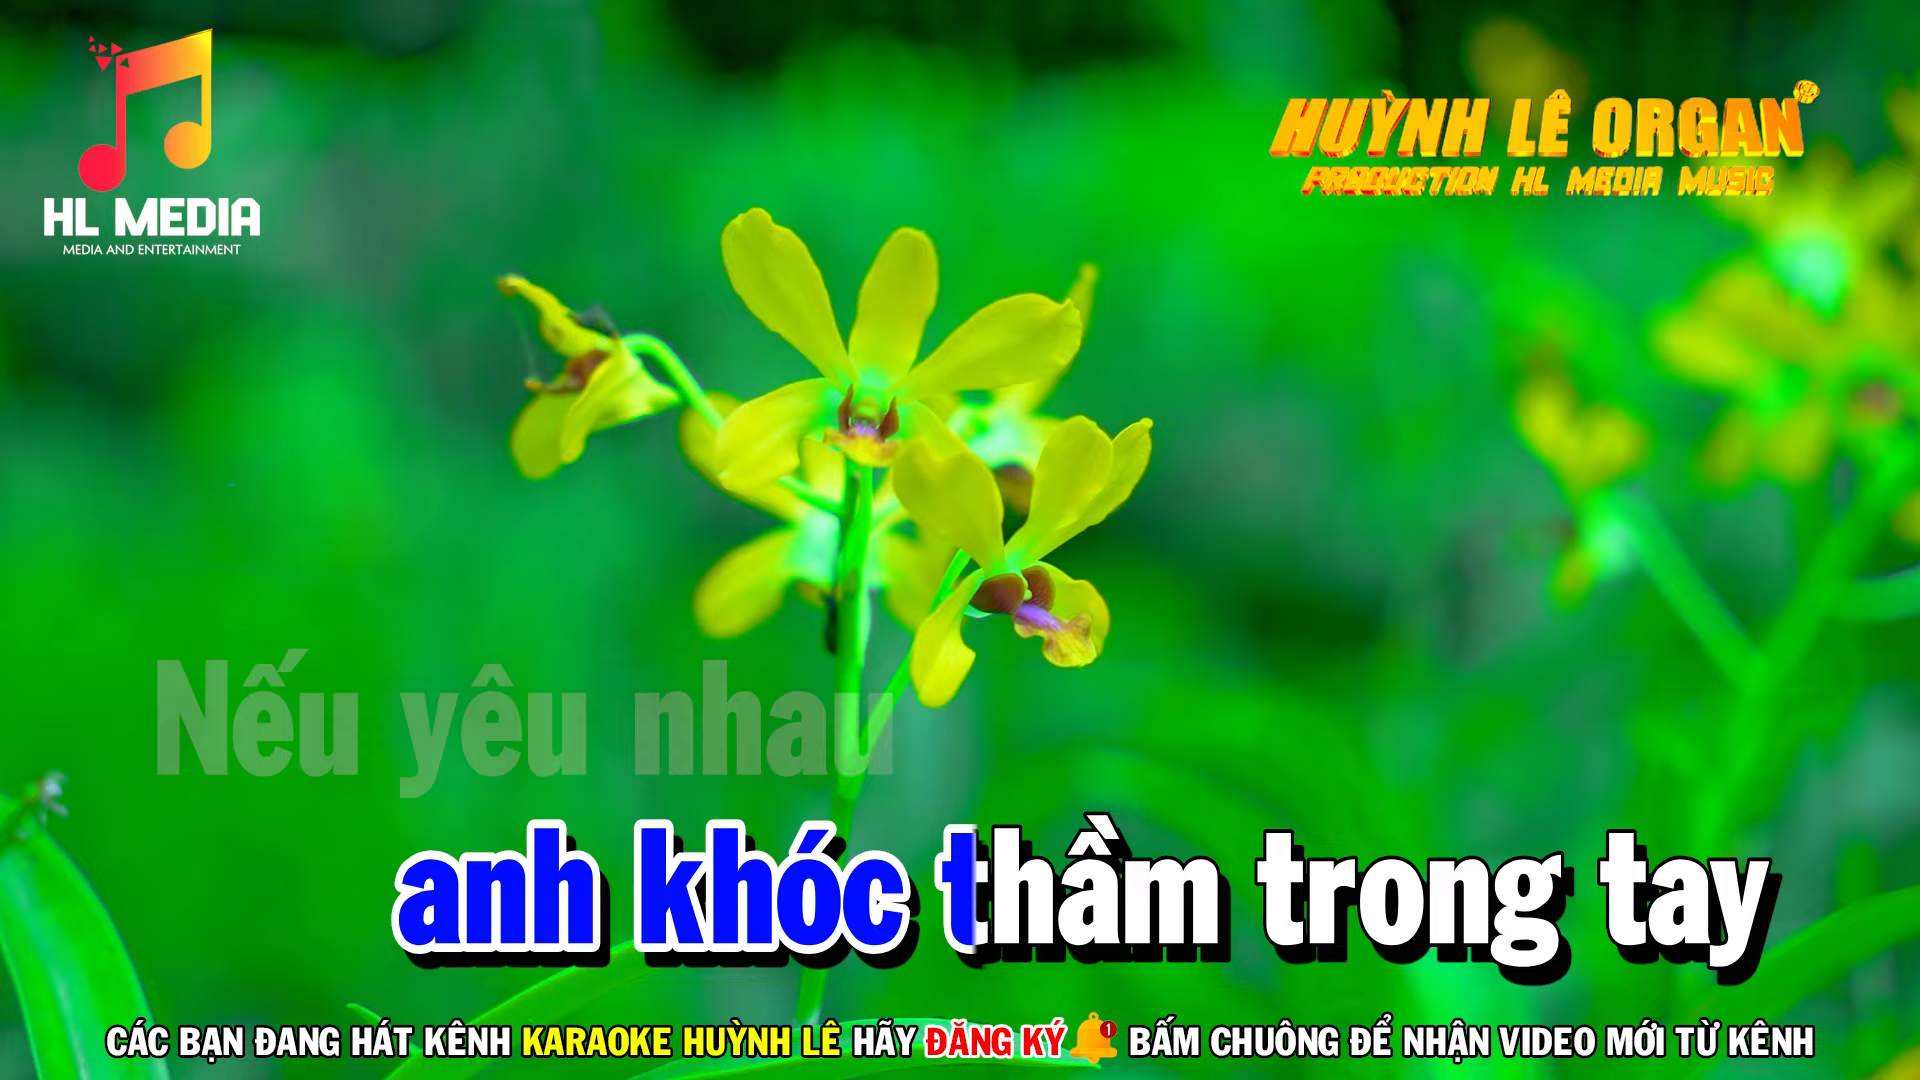 HL MEDIA
MEDIA AND ENTERTAINMENT
HUỲNH LÊ ORGAN
PRODUCTION HL MEDIA MUSIC
Nếu yêu nhau
anh khóc thầm trong tay
CÁC BẠN ĐANG HÁT KÊNH KARAOKE HUỲNH LÊ HÃY ĐĂNG KÝ 1 BẤM CHUÔNG ĐỂ NHẬN VIDEO MỚI TỪ KÊNH